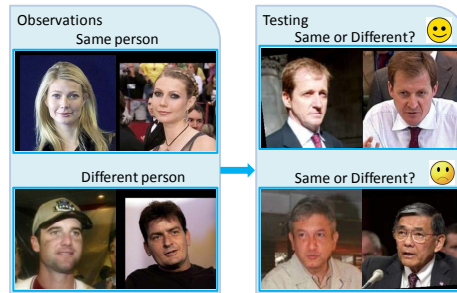 Observations
Same person
Different person
Testing
Same or Different?
Same or Different?